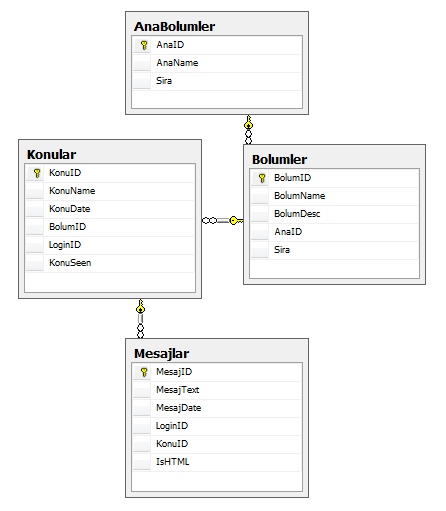 AnaBolumler
AnaID
AnaName
Sira
Konular
KonuID
KonuName
KonuDate
BolumID
LoginID
KonuSeen
Bolumler
BolumID
BolumName
BolumDesc
AnaID
Sira
Mesajlar
MesajID
MesajText
MesajDate
LoginID
KonuID
IsHTML